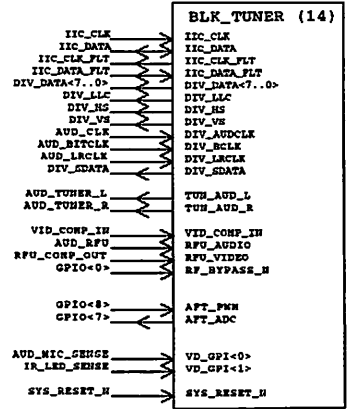 BLK_TUNER (14)
IIC_CLK IIC_CLK
IIC_DATA IIC_DATA
IIC_CLK_FLT IIC_CLK_FLT
IIC_DATA_FLT IIC_DATA_FLT
DIV_DATA<7..0> DIV_DATA<7..0>
DIV_LLC DIV_LLC
DIV_HS DIV_HS
DIV_VS DIV_VS
AUD_CLK DIV_AUDCLK
AUD_BITCLK DIV_BCLK
AUD_LRCLK DIV_LRCLK
DIV_SDATA DIV_SDATA
AUD_TUNER_L TUN_AUD_L
AUD_TUNER_R TUN_AUD_R
VID_COMP_IN VID_COMP_IN
AUD_RFU RFU_AUDIO
RFU_COMP_OUT RFU_VIDEO
GPIO<0> RF_BYPASS_N
GPIO<8> AFT_PWM
GPIO<7> AFT_ADC
AUD_MIC_SENSE VD_GPI<0>
IR_LED_SENSE VD_GPI<1>
SYS_RESET_N SYS_RESET_N